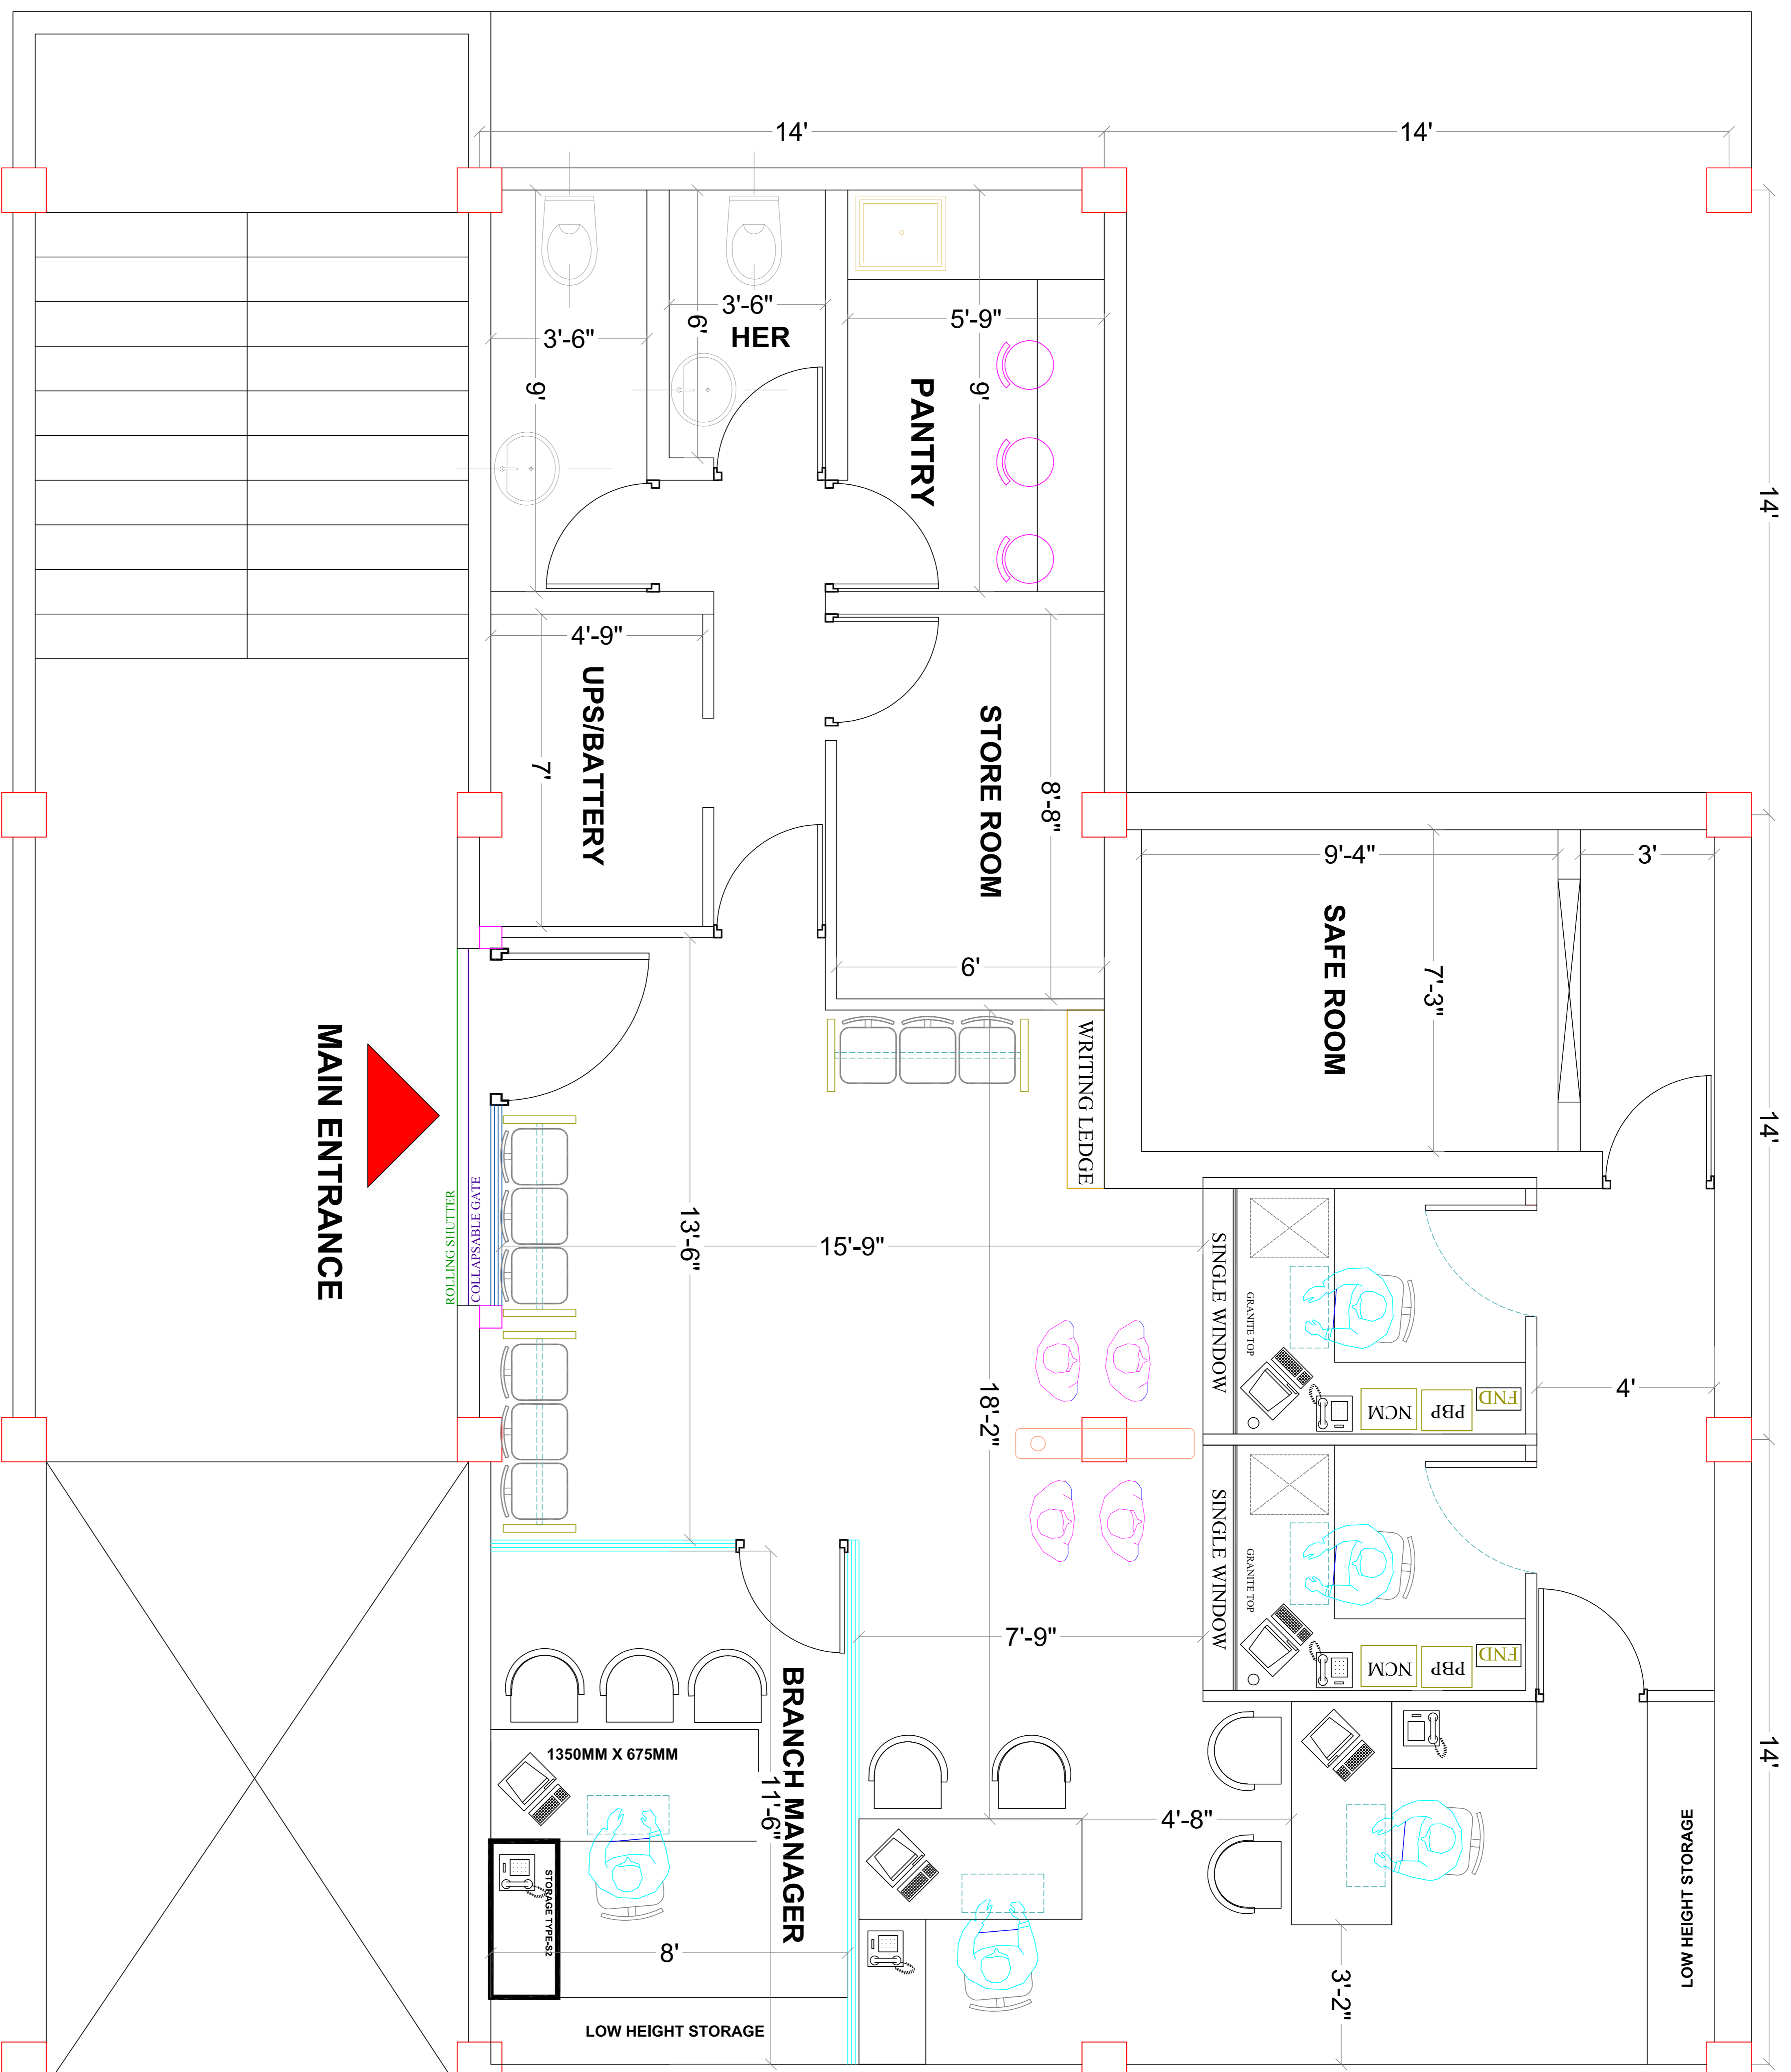 14'
14'
14'
3'-6"
HER
6'
3'-6"
9'
5'-9"
9'
PANTRY
4'-9"
UPS/BATTERY
7'
STORE ROOM
8'-8"
6'
9'-4"
3'
SAFE ROOM
7'-3"
14'
WRITING LEDGE
MAIN ENTRANCE
ROLLING SHUTTER
COLLAPSABLE GATE
13'-6"
15'-9"
18'-2"
SINGLE WINDOW
GRANITE TOP
NCM
PBP
FND
4'
SINGLE WINDOW
GRANITE TOP
NCM
PBP
FND
7'-9"
14'
BRANCH MANAGER
1350MM X 675MM
11'-6"
STORAGE TYPE-S2
8'
LOW HEIGHT STORAGE
4'-8"
3'-2"
LOW HEIGHT STORAGE